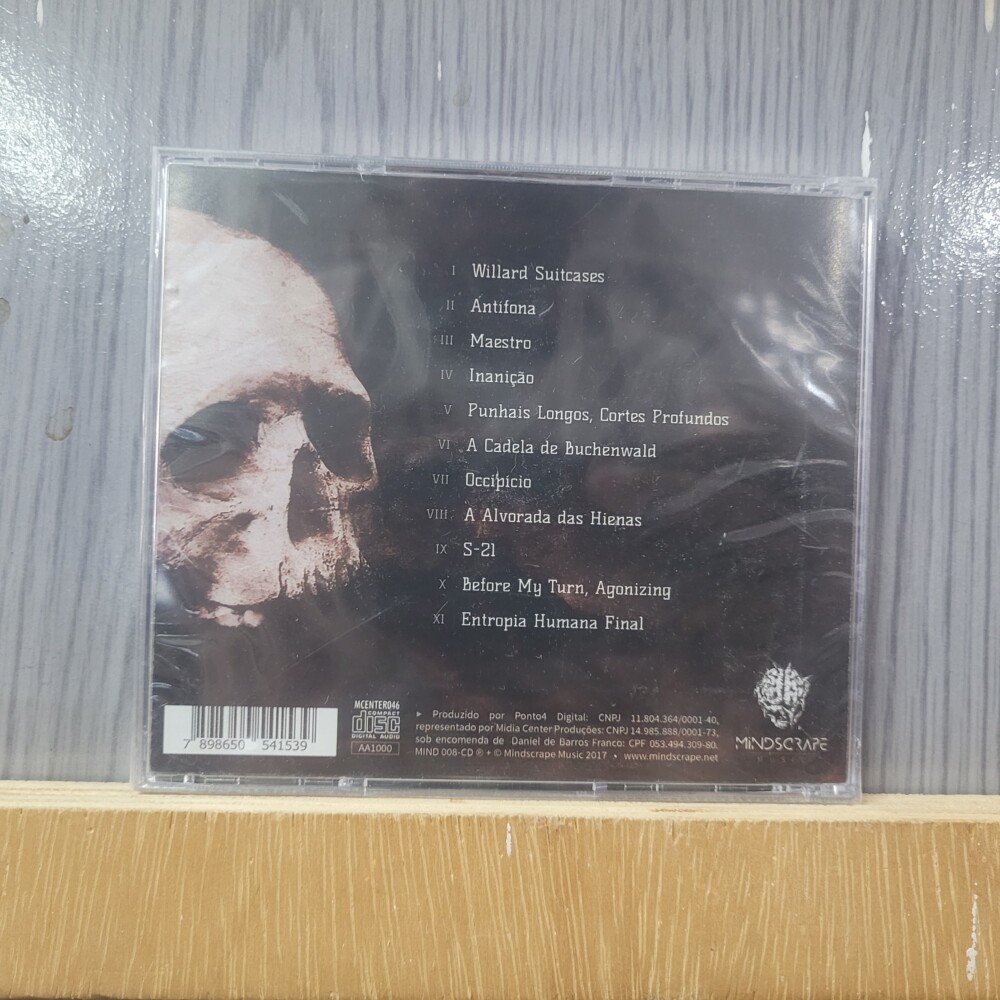 I Willard Suitcases
II Antífona
III Maestro
IV Inanição
V Punhais Longos, Cortes Profundos
VI A Cadela de Buchenwald
VII Occipício
VIII A Alvorada das Hienas
IX S-21
X Before My Turn, Agonizing
XI Entropia Humana Final
7 898650 541539
MCENTER046
COMPACT
disc
DIGITAL AUDIO
AA1000
► Produzido por Ponto4 Digital: CNPJ 11.804.364/0001-40,
representado por Midia Center Produções: CNPJ 14.985.888/0001-73,
sob encomenda de Daniel de Barros Franco: CPF 053.494.309-80.
MIND 008-CD ℗ + © Mindscrape Music 2017 • www.mindscrape.net
MINDSCRAPE